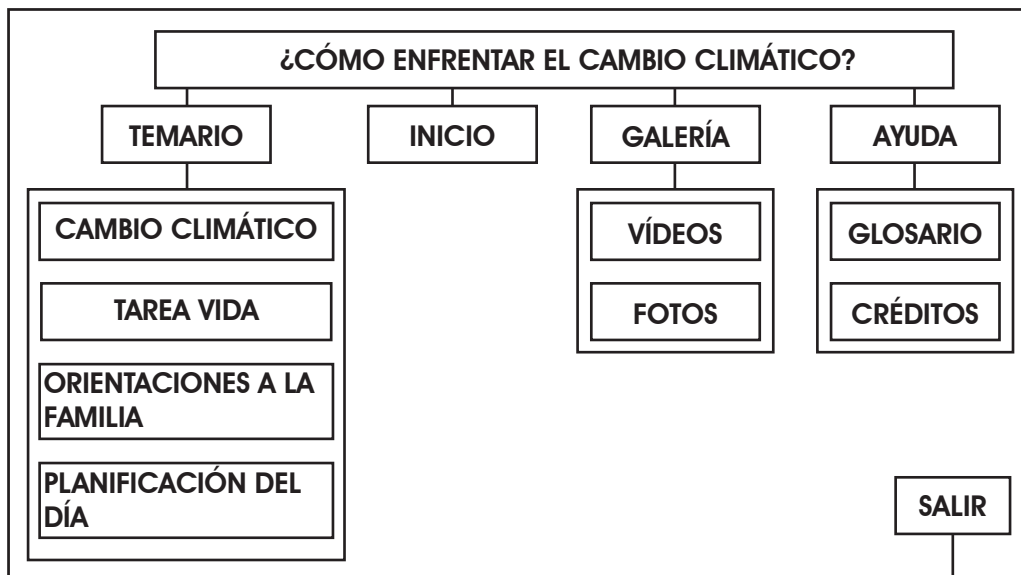 ¿CÓMO ENFRENTAR EL CAMBIO CLIMÁTICO?
TEMARIO
INICIO
GALERÍA
AYUDA
CAMBIO CLIMÁTICO
TAREA VIDA
ORIENTACIONES A LA
FAMILIA
PLANIFICACIÓN DEL
DÍA
VÍDEOS
FOTOS
GLOSARIO
CRÉDITOS
SALIR